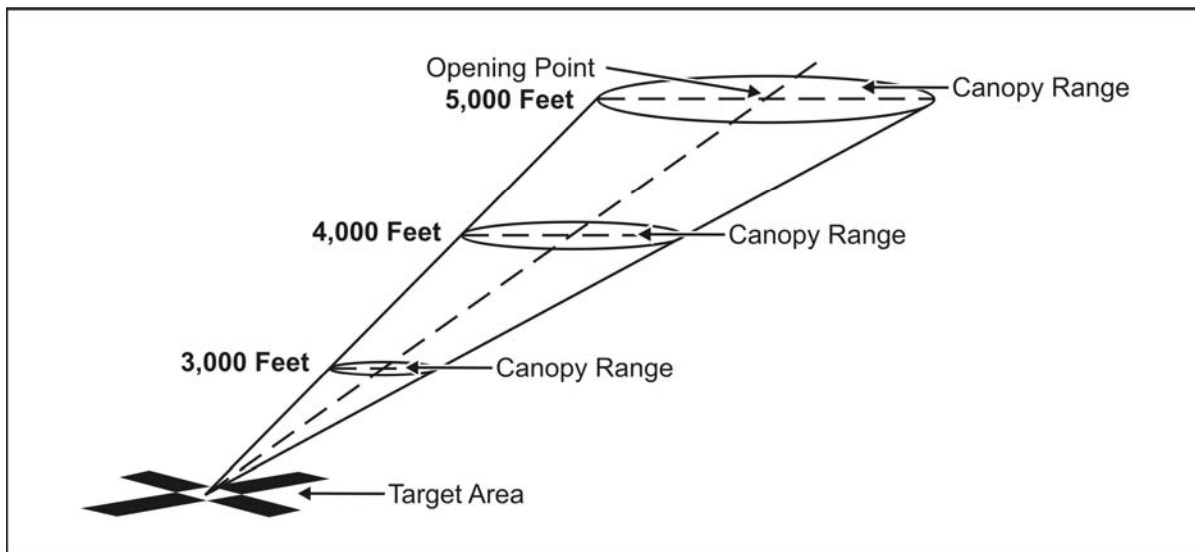 Opening Point
Canopy Range
5,000 Feet
4,000 Feet
Canopy Range
3,000 Feet
Canopy Range
Target Area